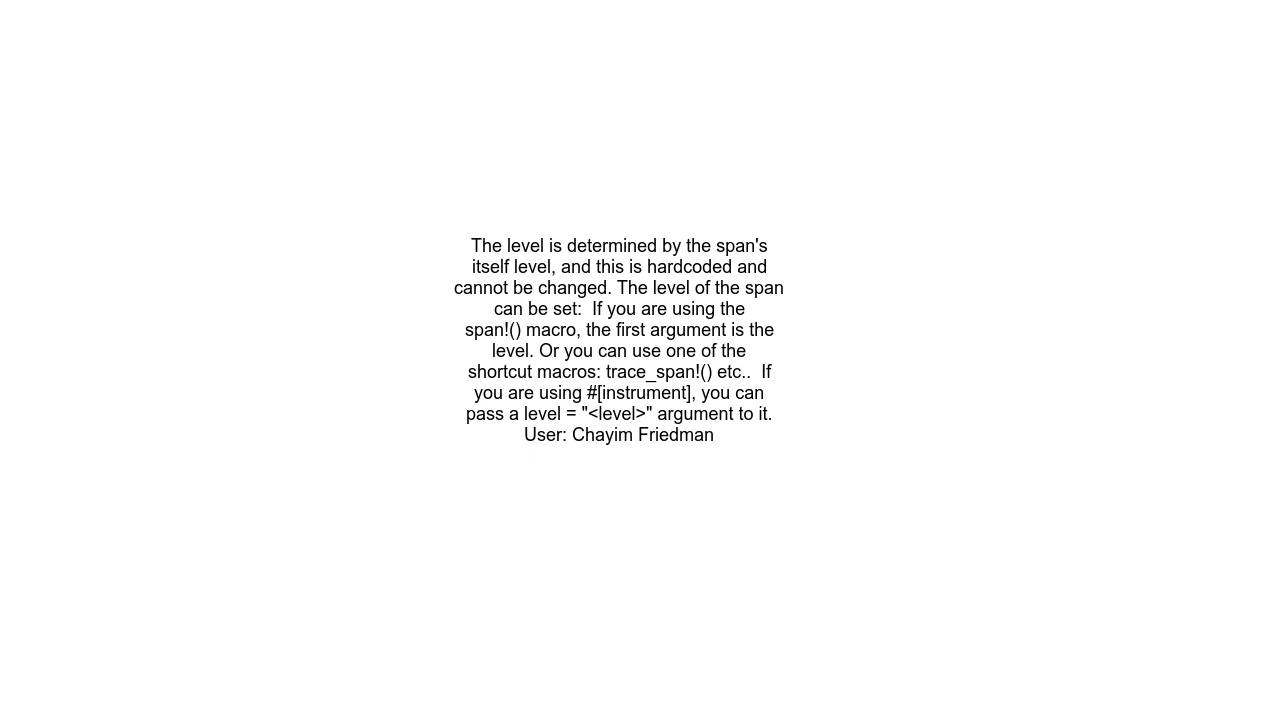 The level is determined by the span's
itself level, and this is hardcoded and
cannot be changed. The level of the span
can be set:  If you are using the
span!() macro, the first argument is the
level. Or you can use one of the
shortcut macros: trace_span!() etc..  If
you are using #[instrument], you can
pass a level = "<level>" argument to it.
User: Chayim Friedman